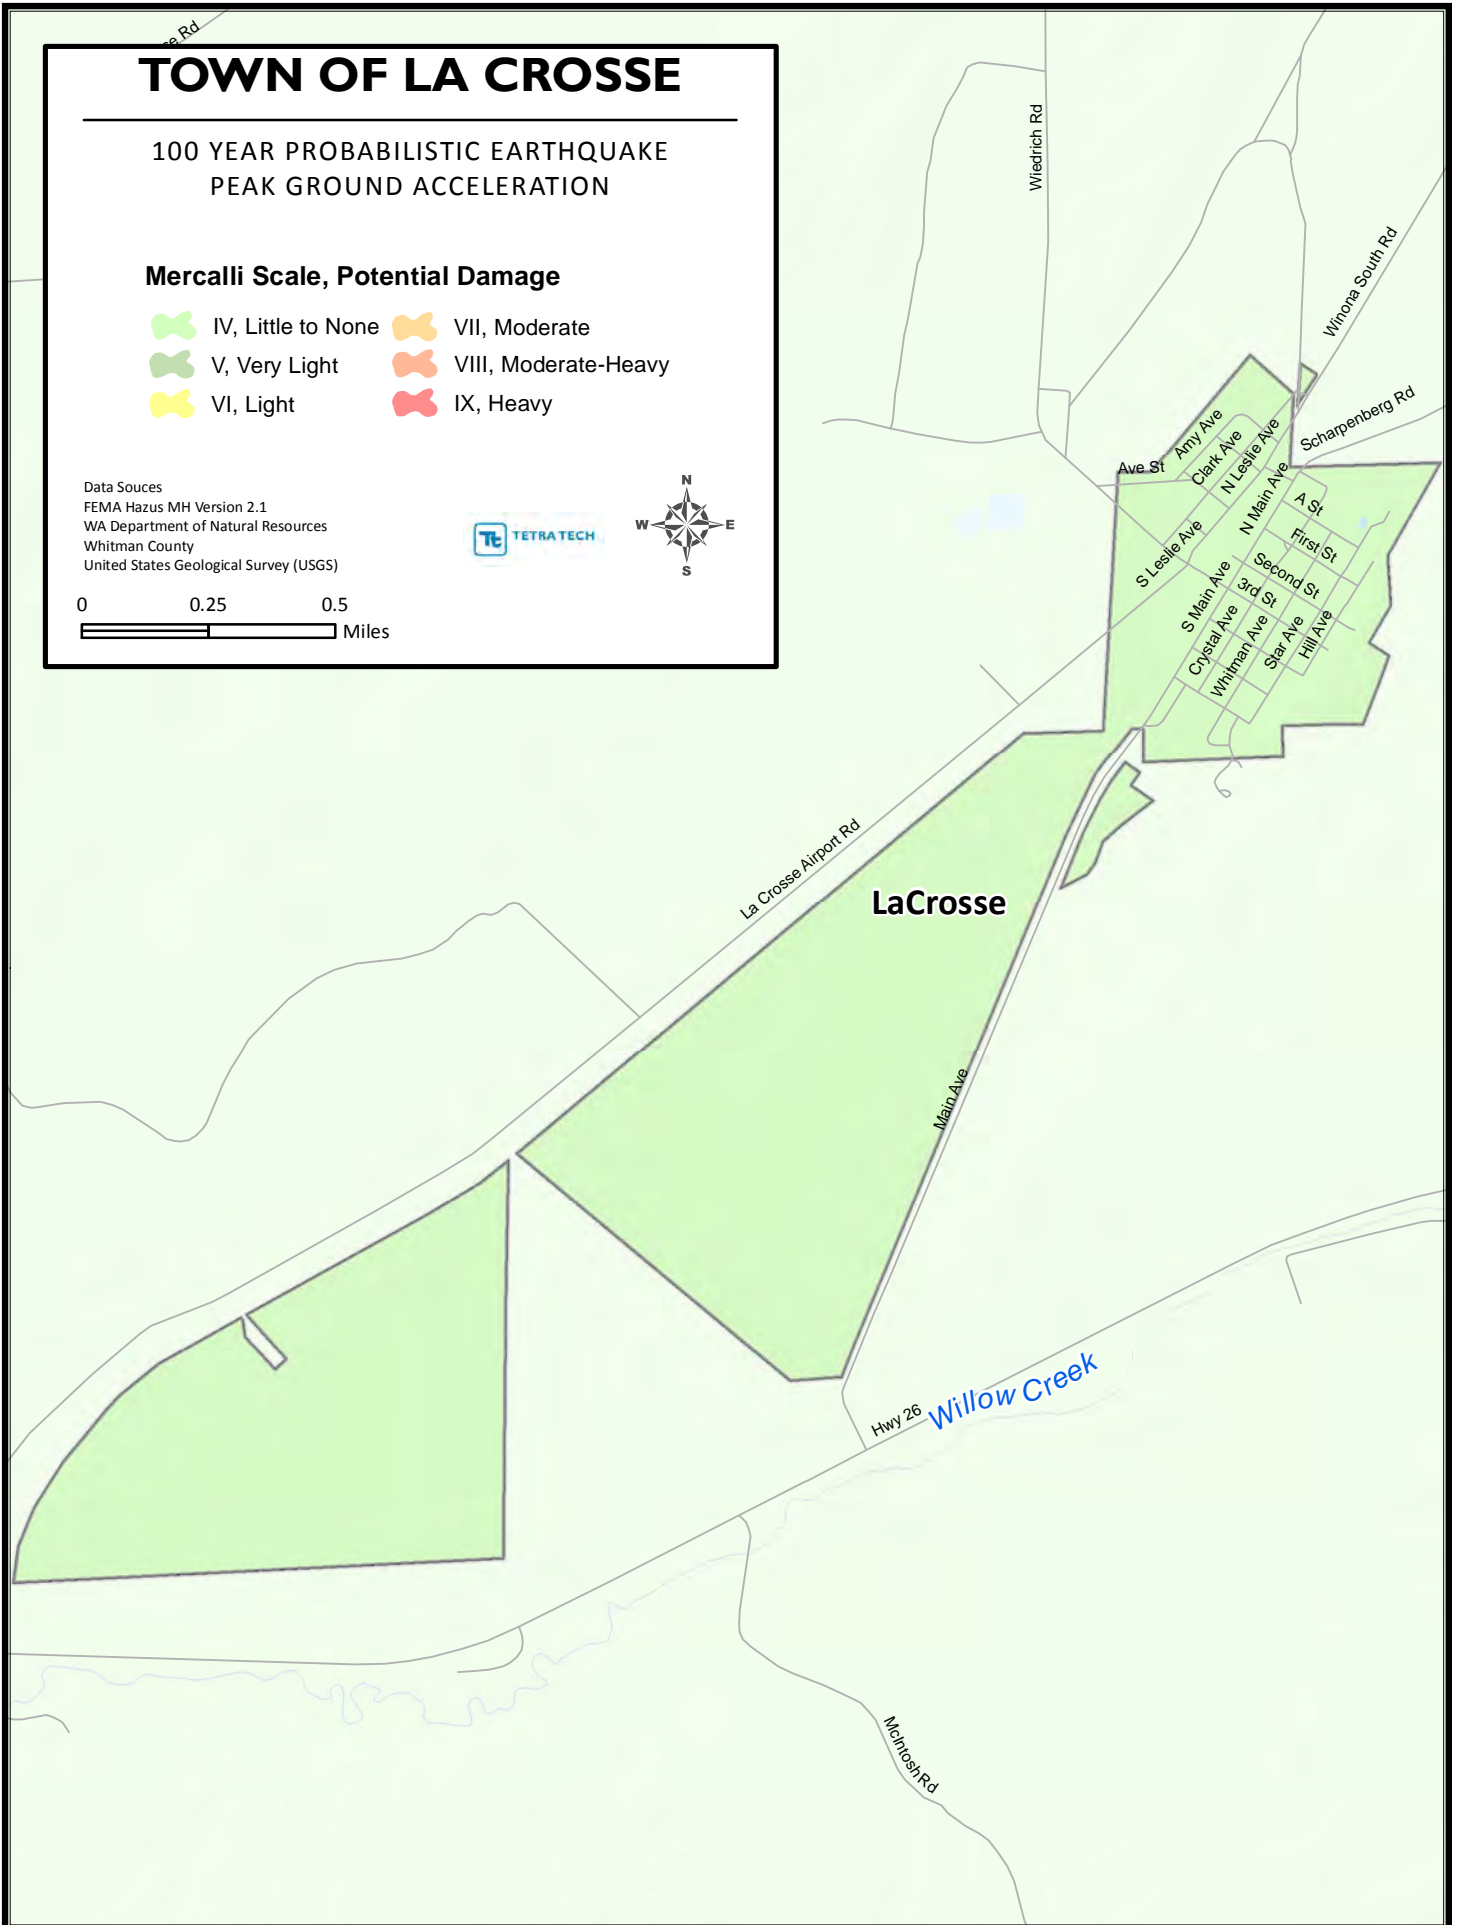 se Rd
TOWN OF LA CROSSE
100 YEAR PROBABILISTIC EARTHQUAKE
PEAK GROUND ACCELERATION
Mercalli Scale, Potential Damage
IV, Little to None
V, Very Light
VI, Light
VII, Moderate
VIII, Moderate-Heavy
IX, Heavy
Data Souces
FEMA Hazus MH Version 2.1
WA Department of Natural Resources
Whitman County
United States Geological Survey (USGS)
Tt TETRA TECH
N
W E
S
0 0.25 0.5
Miles
Wiedrich Rd
Winona South Rd
Scharpenberg Rd
Ave St
Amy Ave
Clark Ave
N Leslie Ave
N Main Ave
A St
First St
Second St
3rd St
S Leslie Ave
S Main Ave
Crystal Ave
Whitman Ave
Star Ave
Hill Ave
La Crosse Airport Rd
LaCrosse
Main Ave
Hwy 26
Willow Creek
McIntosh Rd